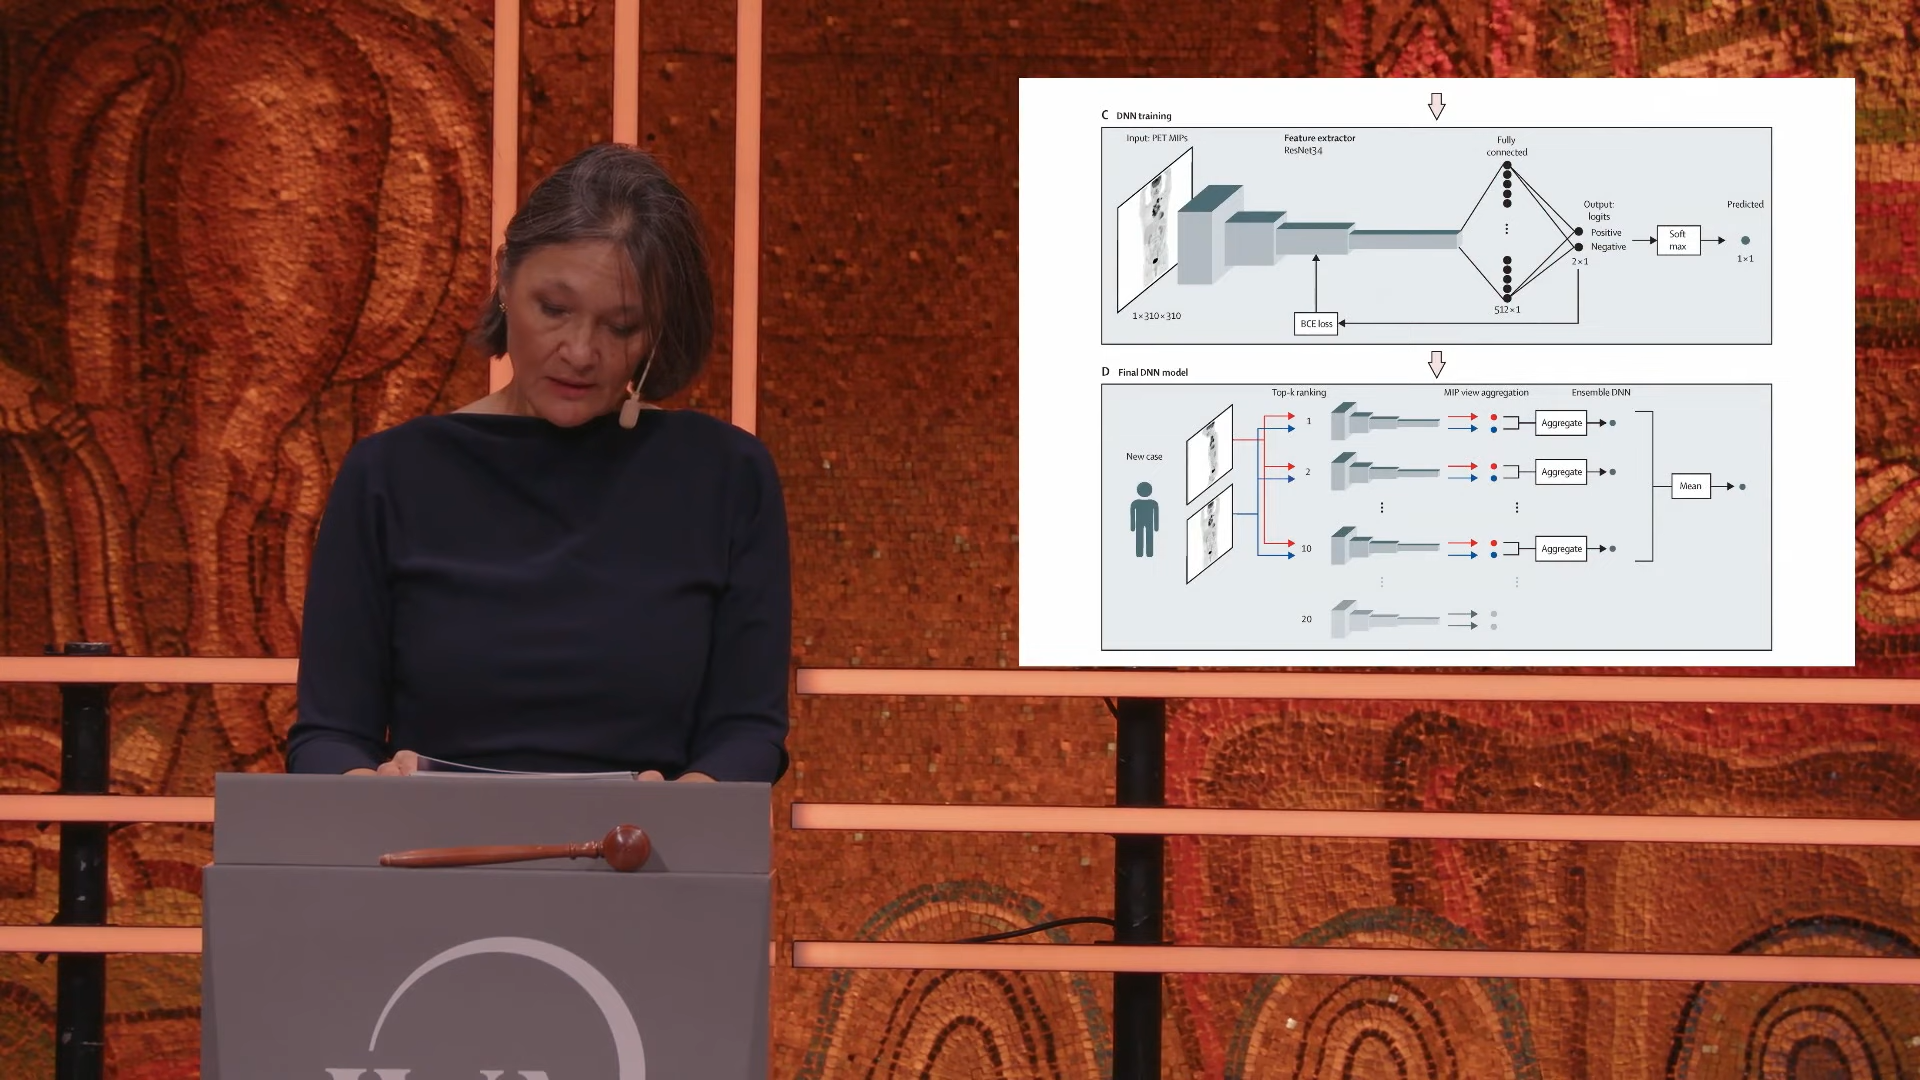 C DNN training
Input: PET MIPs
Feature extractor
ResNet34
Fully
connected
Output:
logits
Positive
Negative
2×1
Soft
max
Predicted
1×1
1×310×310
BCE loss
512×1
D Final DNN model
Top-k ranking
MIP view aggregation
Ensemble DNN
New case
1
Aggregate
2
Aggregate
Mean
10
Aggregate
20